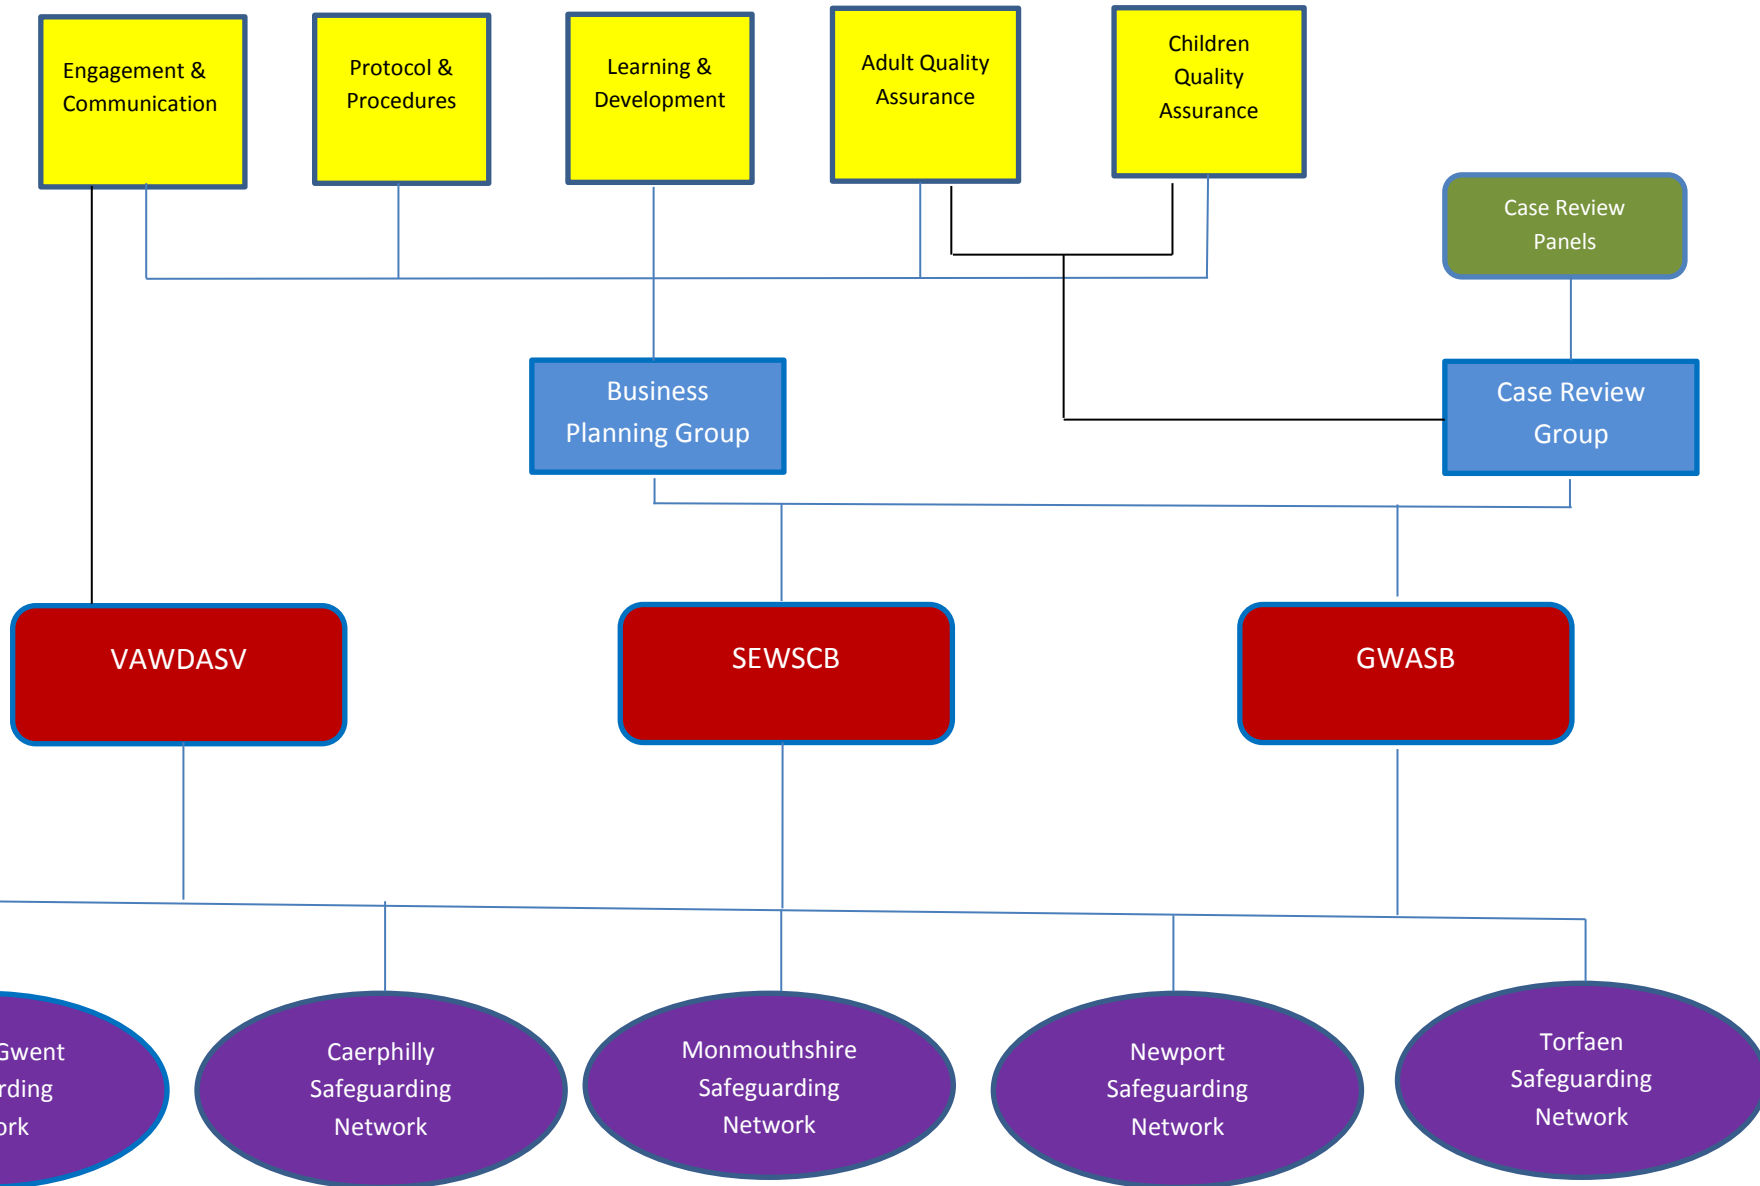 Engagement &
Communication
Protocol &
Procedures
Learning &
Development
Adult Quality
Assurance
Children
Quality
Assurance
Case Review
Panels
Business
Planning Group
Case Review
Group
VAWDASV
SEWSCB
GWASB
Gwent
rding
ork
Caerphilly
Safeguarding
Network
Monmouthshire
Safeguarding
Network
Newport
Safeguarding
Network
Torfaen
Safeguarding
Network